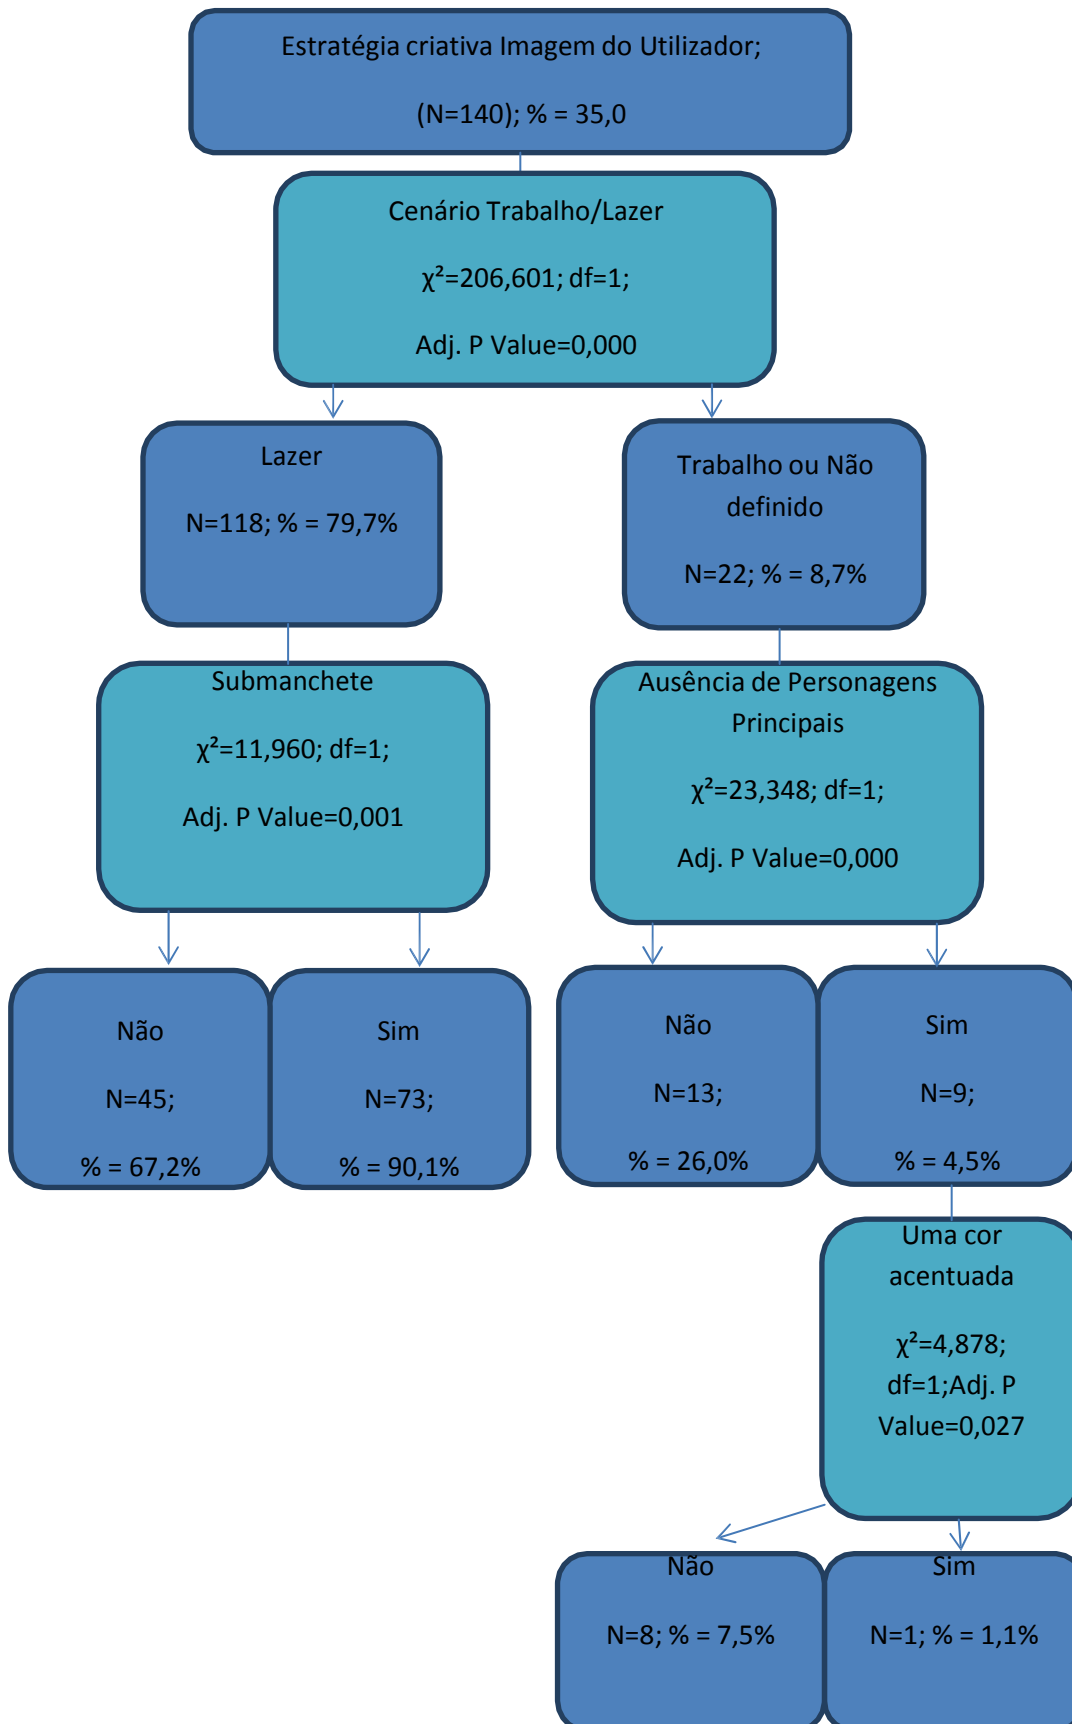 Estratégia criativa Imagem do Utilizador;
(N=140); % = 35,0
Cenário Trabalho/Lazer
χ²=206,601; df=1;
Adj. P Value=0,000
Lazer
N=118; % = 79,7%
Trabalho ou Não
definido
N=22; % = 8,7%
Submanchete
χ²=11,960; df=1;
Adj. P Value=0,001
Ausência de Personagens
Principais
χ²=23,348; df=1;
Adj. P Value=0,000
Não
N=45;
% = 67,2%
Sim
N=73;
% = 90,1%
Não
N=13;
% = 26,0%
Sim
N=9;
% = 4,5%
Uma cor
acentuada
χ²=4,878;
df=1;Adj. P
Value=0,027
Não
N=8; % = 7,5%
Sim
N=1; % = 1,1%